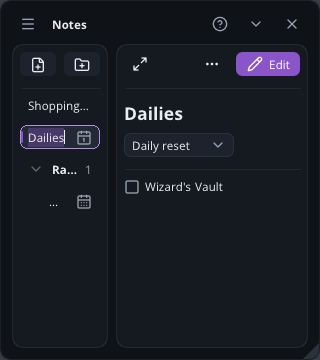 Notes
Edit
Shopping...
Dailies
Ra... 1
...
Dailies
Daily reset
Wizard's Vault